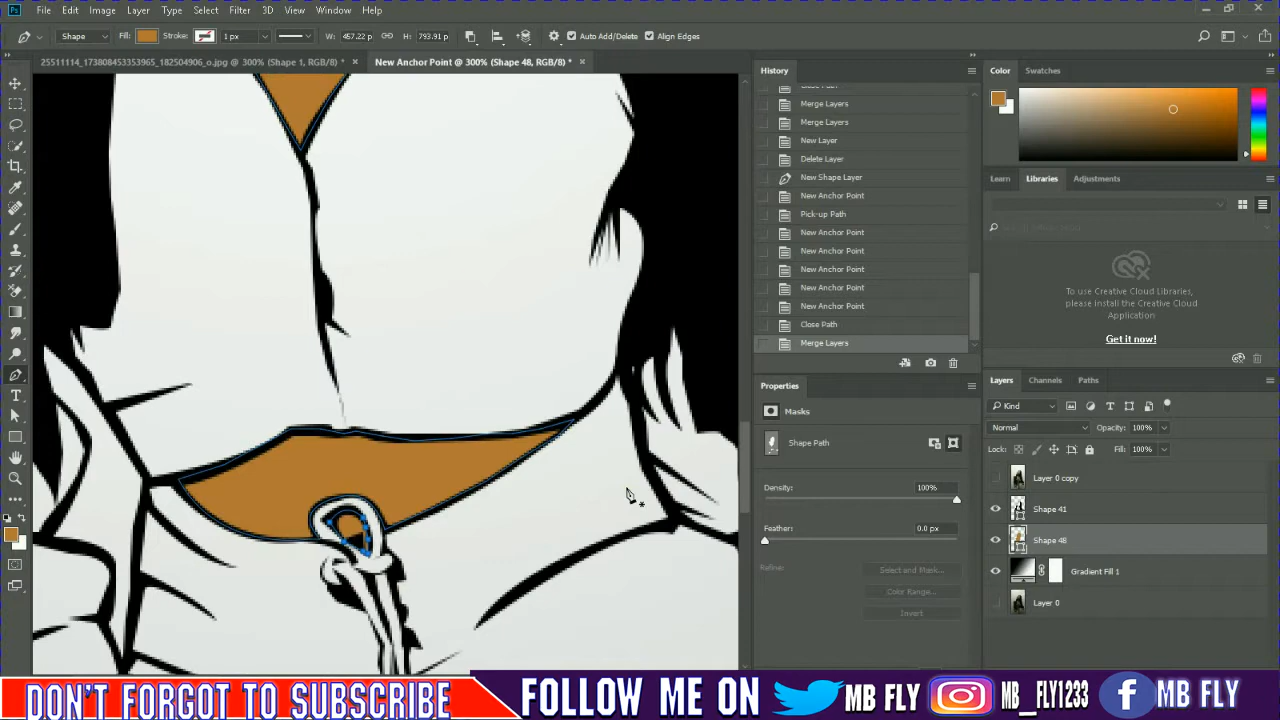 Ps File Edit Image Layer Type Select Filter 3D View Window Help
Shape Fill: Stroke: 1 px W: 457.22 p H: 793.91 p Auto Add/Delete Align Edges
25511114_173808453353965_182504906_o.jpg @ 300% (Shape 1, RGB/8) * × New Anchor Point @ 300% (Shape 48, RGB/8) * ×
History
Merge Layers
Merge Layers
New Layer
Delete Layer
New Shape Layer
New Anchor Point
Pick-up Path
New Anchor Point
New Anchor Point
New Anchor Point
New Anchor Point
New Anchor Point
Close Path
Merge Layers
Properties
Masks
Shape Path
Density: 100%
Feather: 0.0 px
Refine:
Select and Mask...
Color Range...
Invert
Color Swatches
Learn Libraries Adjustments
To use Creative Cloud Libraries,
please install the Creative Cloud
Application
Get it now!
Layers Channels Paths
Kind
Normal Opacity: 100%
Lock: Fill: 100%
Layer 0 copy
Shape 41
Shape 48
Gradient Fill 1
Layer 0
DON'T FORGOT TO SUBSCRIBE FOLLOW ME ON MB FLY MB_FLY1233 MB FLY